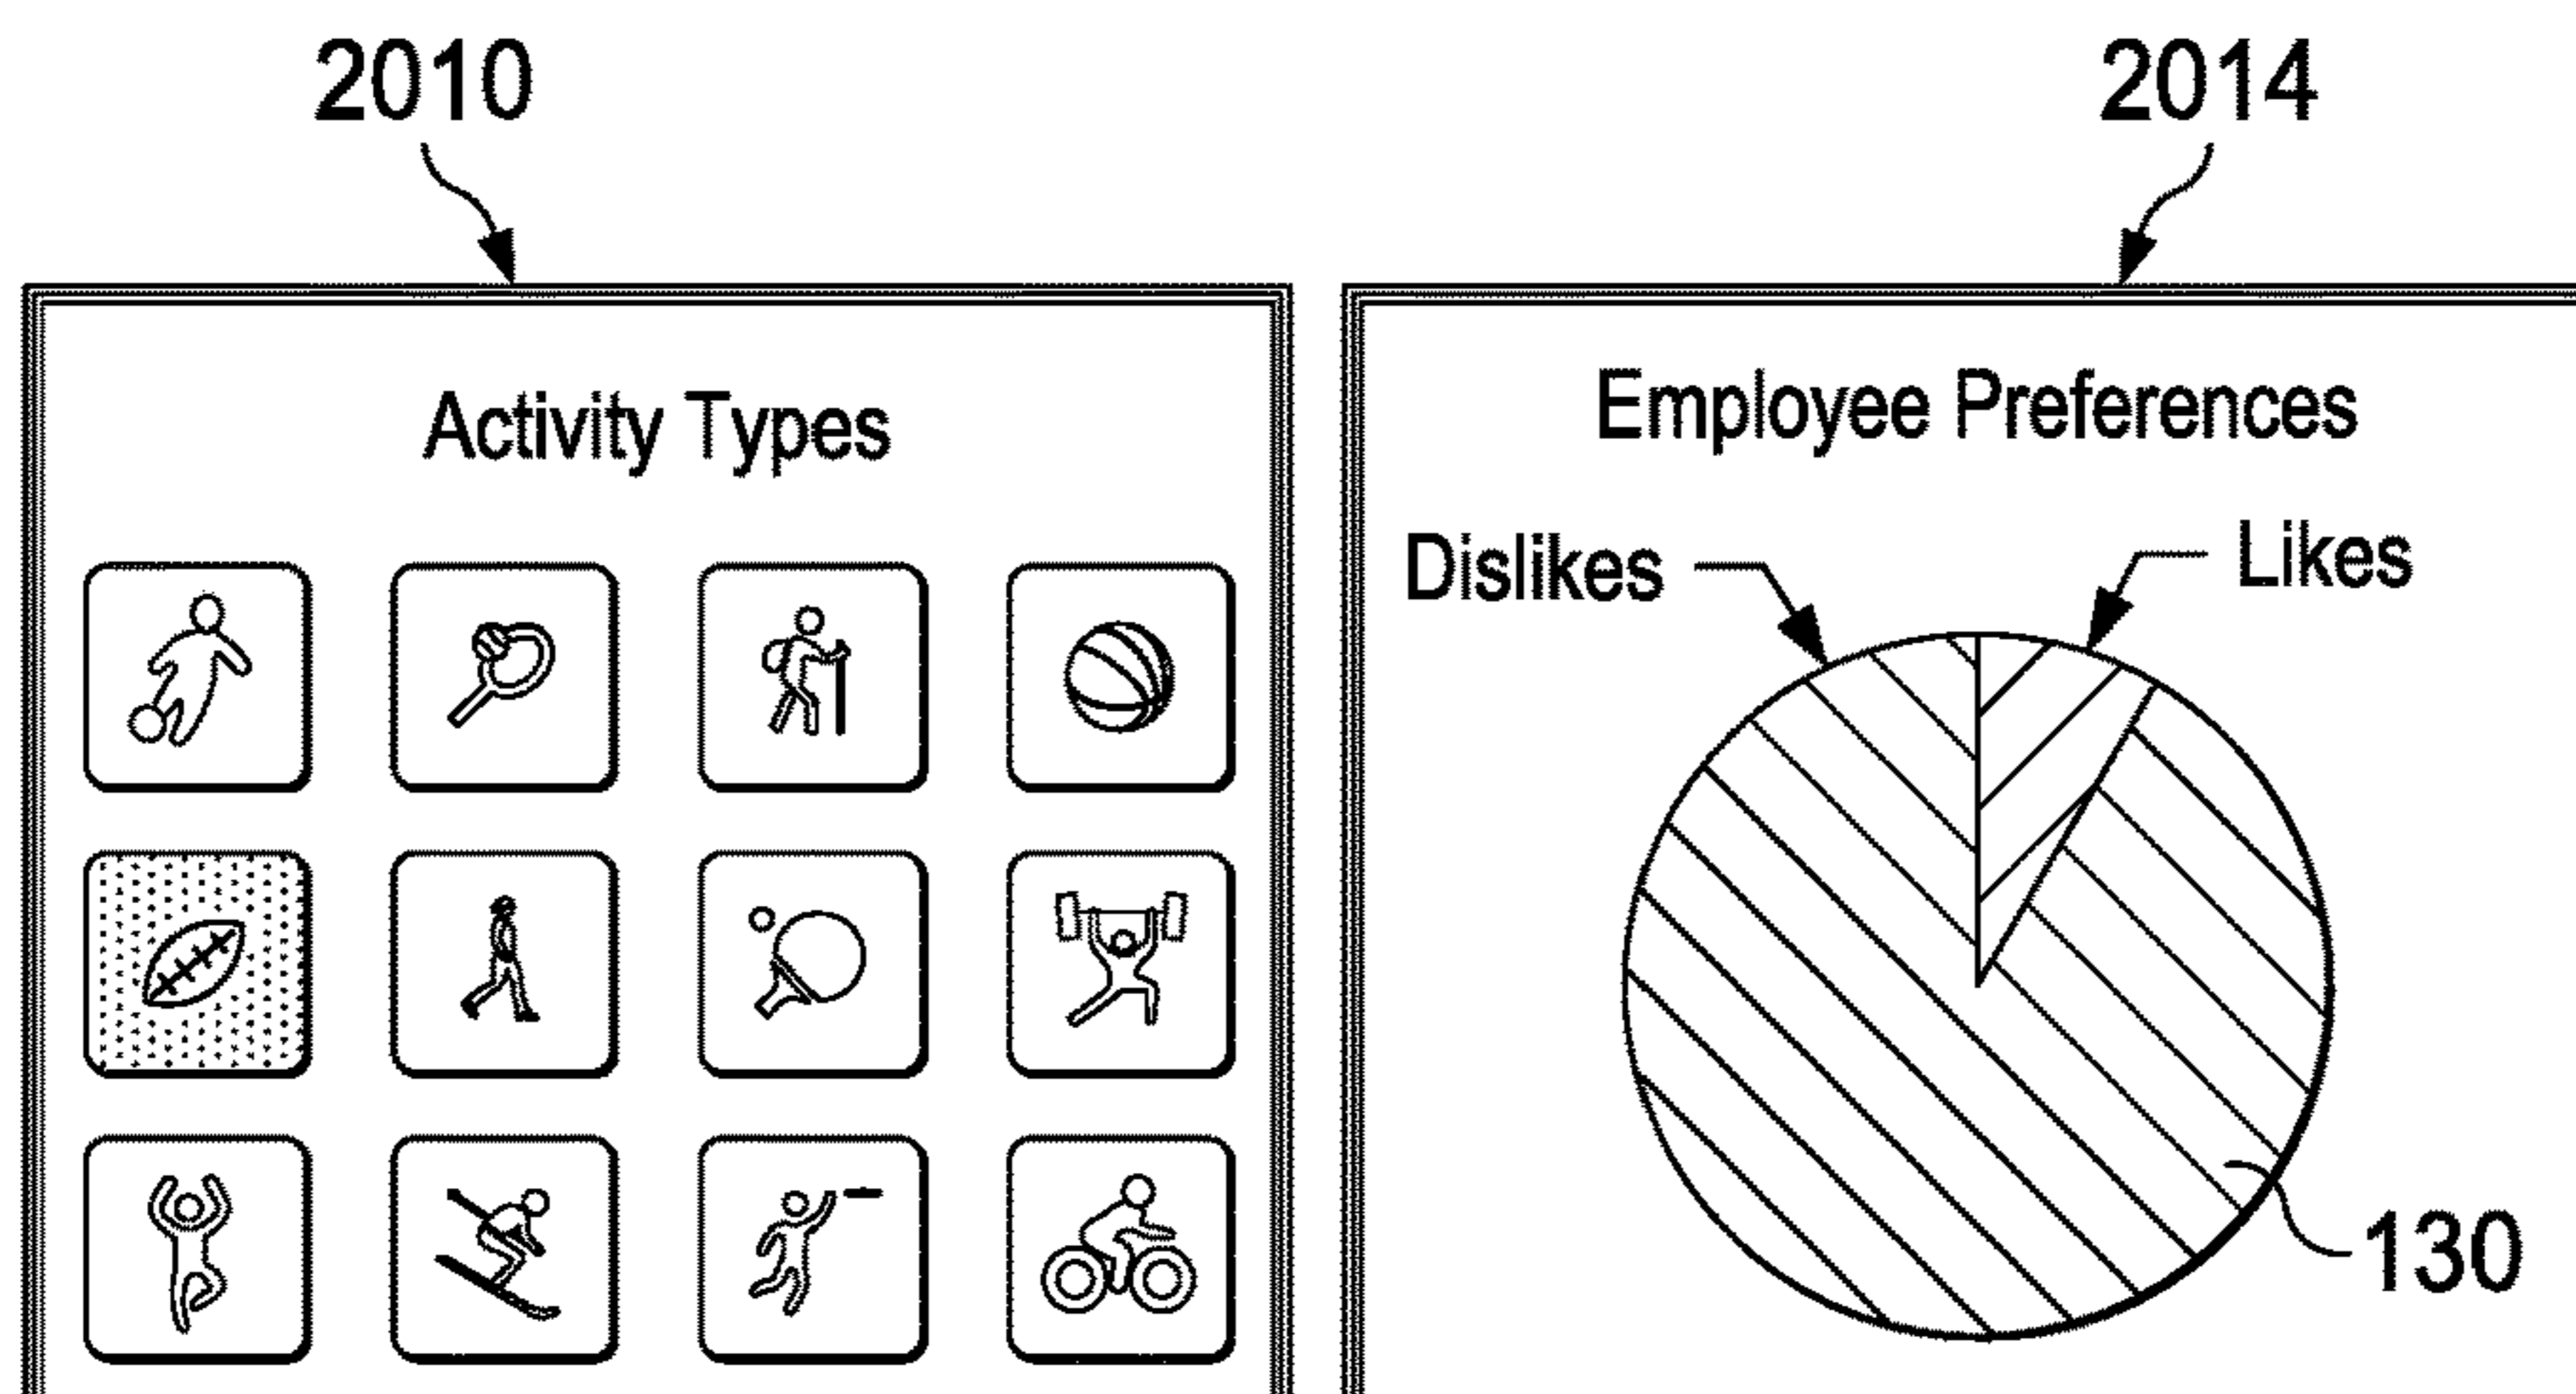 2010
2014
Activity Types
Employee Preferences
Dislikes
Likes
130